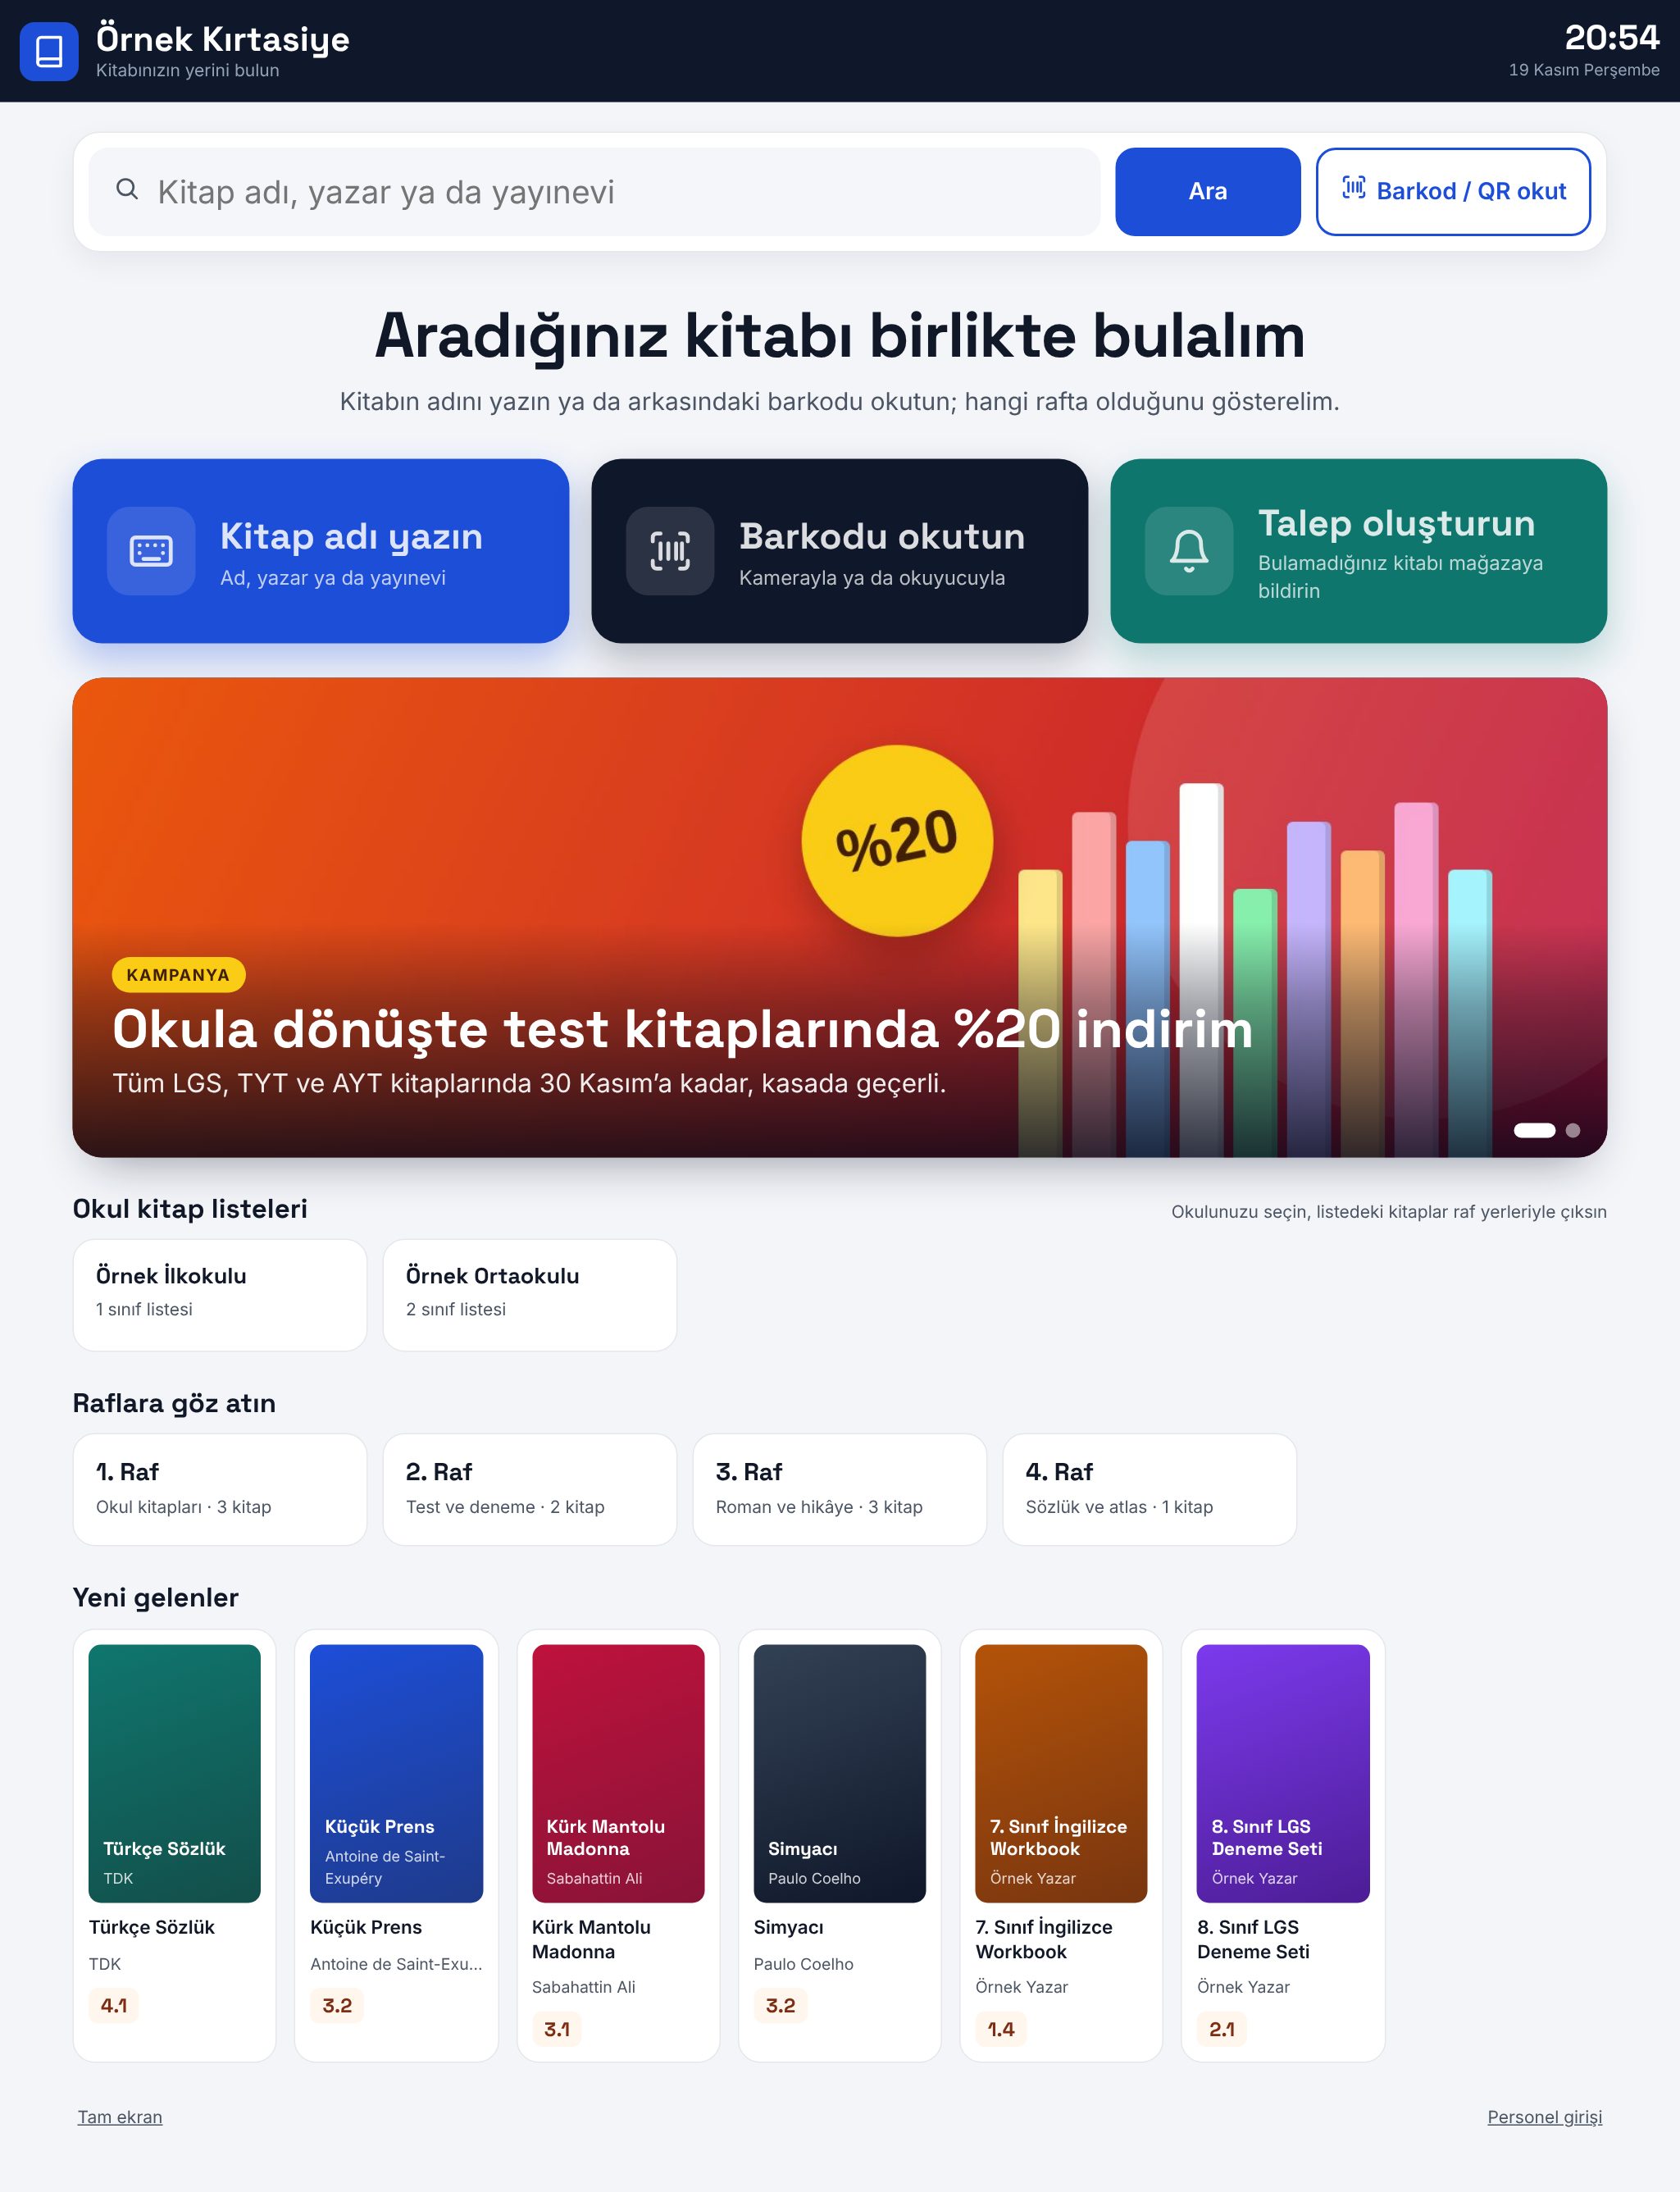 Örnek Kırtasiye
Kitabınızın yerini bulun
20:54
19 Kasım Perşembe
Kitap adı, yazar ya da yayınevi
Ara
Barkod / QR okut
Aradığınız kitabı birlikte bulalım
Kitabın adını yazın ya da arkasındaki barkodu okutun; hangi rafta olduğunu gösterelim.
Kitap adı yazın
Ad, yazar ya da yayınevi
Barkodu okutun
Kamerayla ya da okuyucuyla
Talep oluşturun
Bulamadığınız kitabı mağazaya
bildirin
%20
KAMPANYA
Okula dönüşte test kitaplarında %20 indirim
Tüm LGS, TYT ve AYT kitaplarında 30 Kasım’a kadar, kasada geçerli.
Okul kitap listeleri
Okulunuzu seçin, listedeki kitaplar raf yerleriyle çıksın
Örnek İlkokulu
1 sınıf listesi
Örnek Ortaokulu
2 sınıf listesi
Raflara göz atın
1. Raf
Okul kitapları · 3 kitap
2. Raf
Test ve deneme · 2 kitap
3. Raf
Roman ve hikâye · 3 kitap
4. Raf
Sözlük ve atlas · 1 kitap
Yeni gelenler
Türkçe Sözlük
TDK
Türkçe Sözlük
TDK
4.1
Küçük Prens
Antoine de Saint-
Exupéry
Küçük Prens
Antoine de Saint-Exu...
3.2
Kürk Mantolu
Madonna
Sabahattin Ali
Kürk Mantolu
Madonna
Sabahattin Ali
3.1
Simyacı
Paulo Coelho
Simyacı
Paulo Coelho
3.2
7. Sınıf İngilizce
Workbook
Örnek Yazar
7. Sınıf İngilizce
Workbook
Örnek Yazar
1.4
8. Sınıf LGS
Deneme Seti
Örnek Yazar
8. Sınıf LGS
Deneme Seti
Örnek Yazar
2.1
Tam ekran
Personel girişi